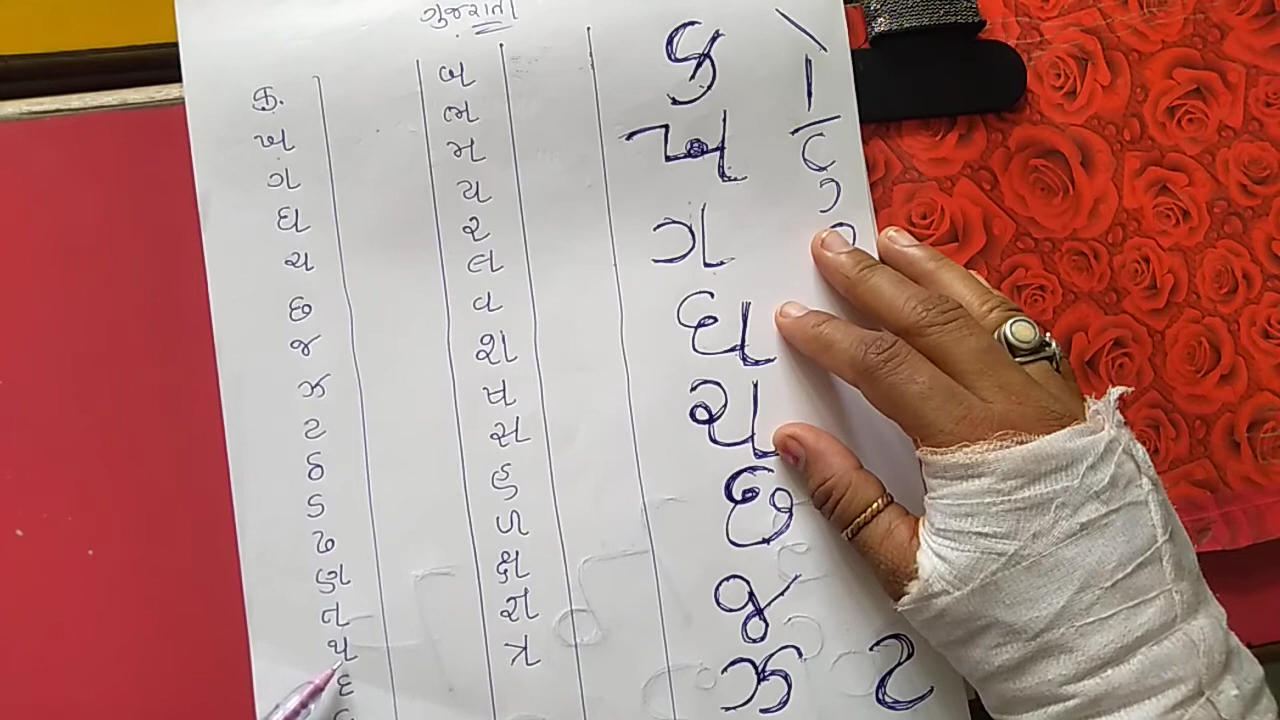 ગુજરાતી
ક.
ખ
ગ
ઘ
ચ
છ
જ
ઝ
ટ
ઠ
ડ
ઢ
ણ
ત
થ
દ
બ
ભ
મ
ય
ર
લ
વ
શ
ષ
સ
હ
ળ
ક્ષ
જ્ઞ
ત્ર
ક
ખ
ગ
ઘ
ચ
છ
જ
ઝ ટ